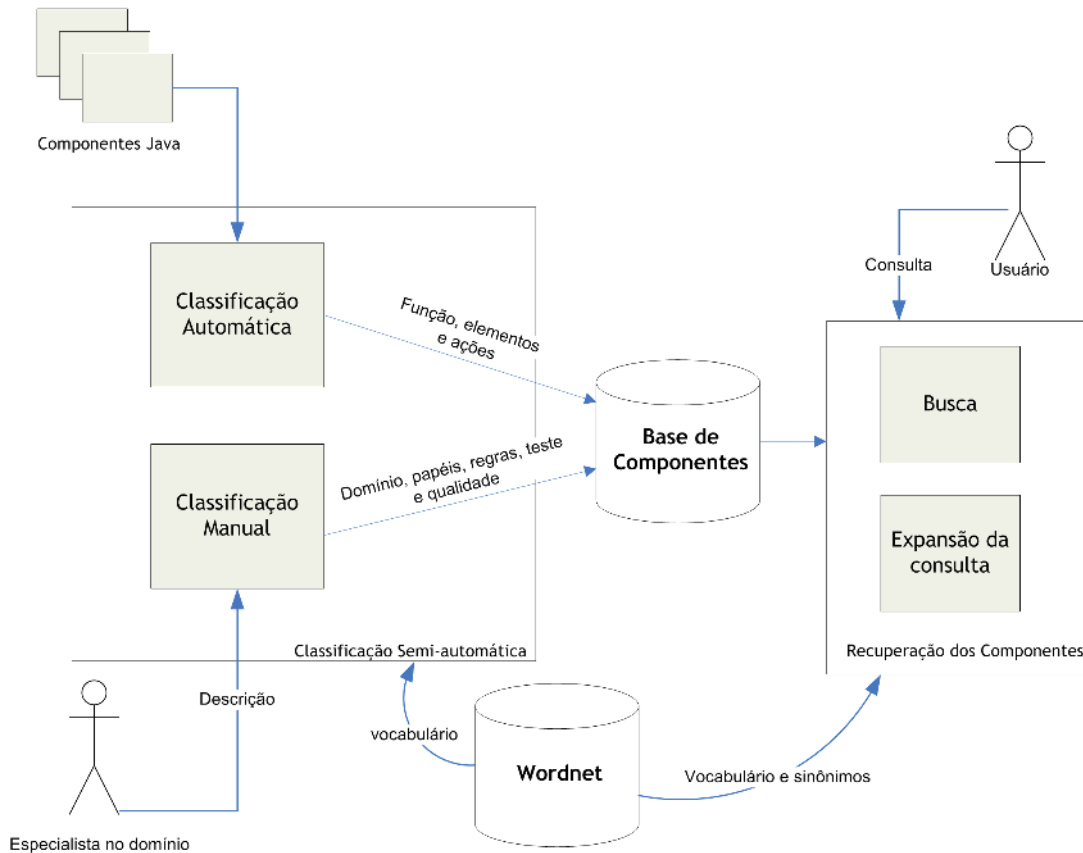 Componentes Java
Usuário
Consulta
Classificação
Automática
Função, elementos
e ações
Busca
Base de
Componentes
Domínio, papéis, regras, teste
e qualidade
Classificação
Manual
Expansão da
consulta
Classificação Semi-automática
Recuperação dos Componentes
Descrição
vocabulário
Wordnet
Vocabulário e sinônimos
Especialista no domínio